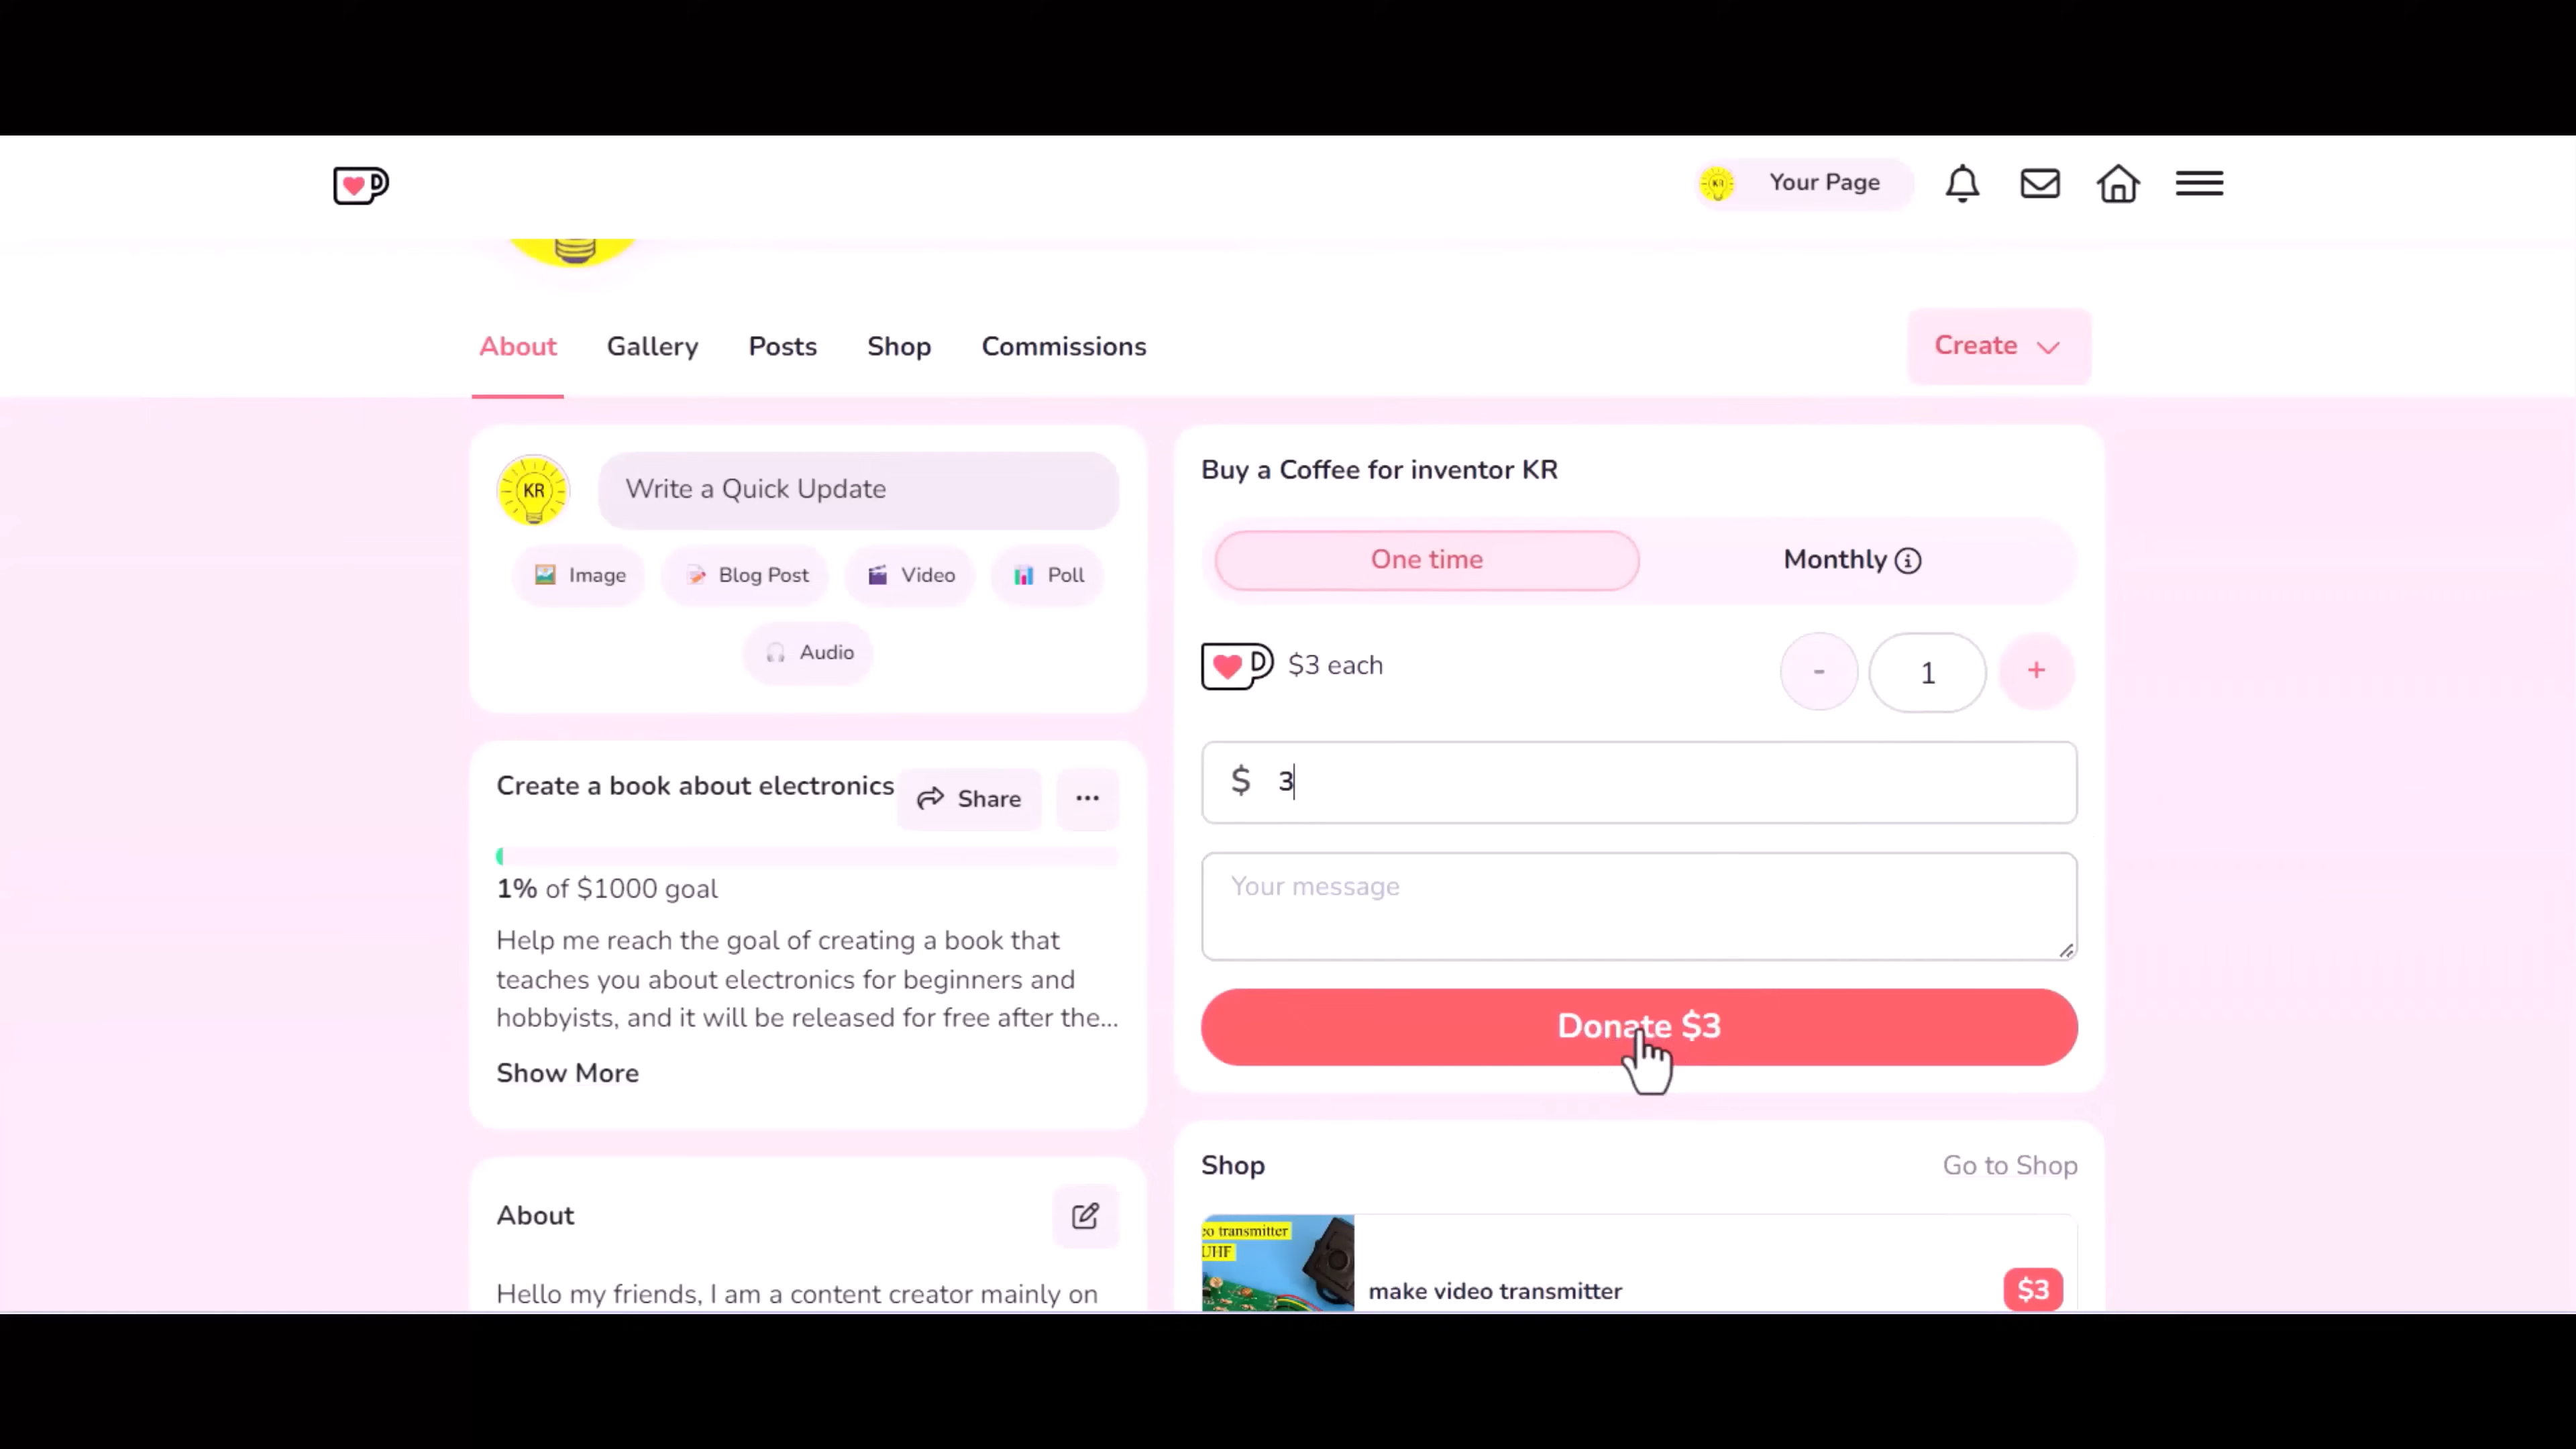 KR
Your Page
About
Gallery
Posts
Shop
Commissions
Create
KR
Write a Quick Update
Image
Blog Post
Video
Poll
Audio
Create a book about electronics
Share
1% of $1000 goal
Help me reach the goal of creating a book that
teaches you about electronics for beginners and
hobbyists, and it will be released for free after the...
Show More
About
Hello my friends, I am a content creator mainly on
Buy a Coffee for inventor KR
One time
Monthly
$3 each
-
1
+
$ 3
Your message
Donate $3
Shop
Go to Shop
eo transmitter
UHF
make video transmitter
$3